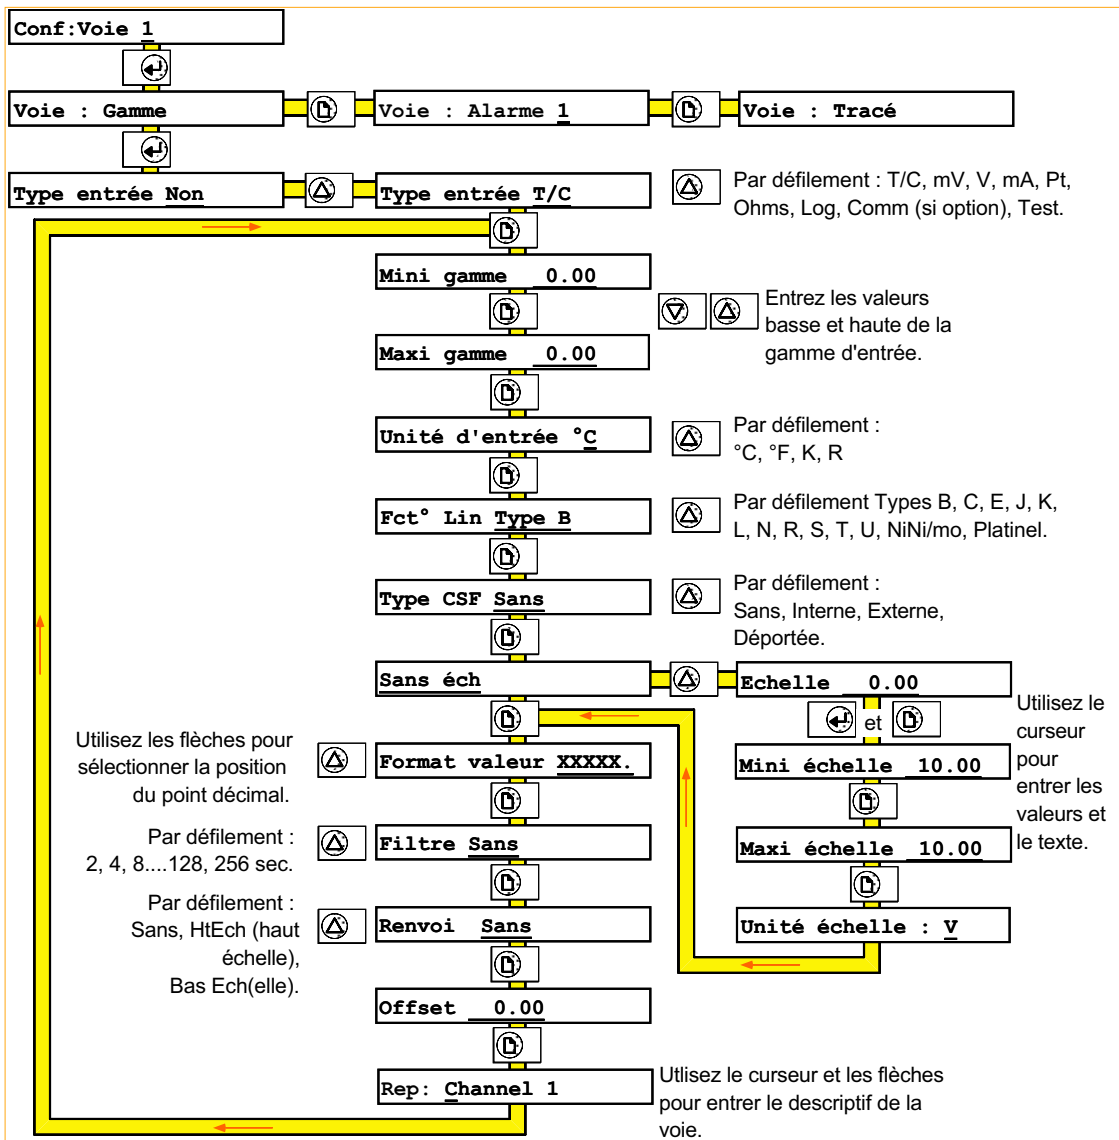 Conf:Voie 1
Voie : Gamme
Voie : Alarme 1
Voie : Tracé
Type entrée Non
Type entrée T/C
Par défilement : T/C, mV, V, mA, Pt,
Ohms, Log, Comm (si option), Test.
Mini gamme 0.00
Entrez les valeurs
basse et haute de la
gamme d'entrée.
Maxi gamme 0.00
Unité d'entrée °C
Par défilement :
°C, °F, K, R
Fct° Lin Type B
Par défilement Types B, C, E, J, K,
L, N, R, S, T, U, NiNi/mo, Platinel.
Type CSF Sans
Par défilement :
Sans, Interne, Externe,
Déportée.
Sans éch
Echelle 0.00
et
Utilisez le
curseur
pour
entrer les
valeurs et
le texte.
Mini échelle 10.00
Maxi échelle 10.00
Unité échelle : V
Utilisez les flèches pour
sélectionner la position
du point décimal.
Format valeur XXXXX.
Par défilement :
2, 4, 8....128, 256 sec.
Filtre Sans
Par défilement :
Sans, HtEch (haut
échelle),
Bas Ech(elle).
Renvoi Sans
Offset 0.00
Rep: Channel 1
Utlisez le curseur et les flèches
pour entrer le descriptif de la
voie.